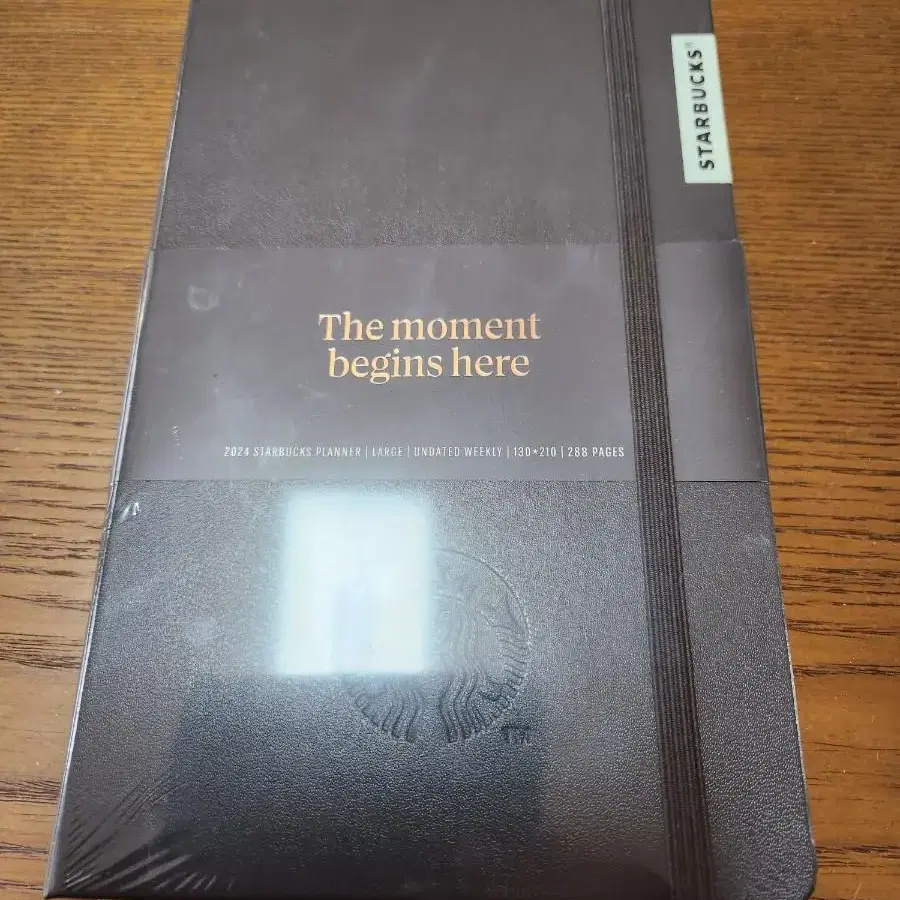 STARBUCKS®
The moment
begins here
2024 STARBUCKS PLANNER | LARGE | UNDATED WEEKLY | 130*210 | 288 PAGES
TM